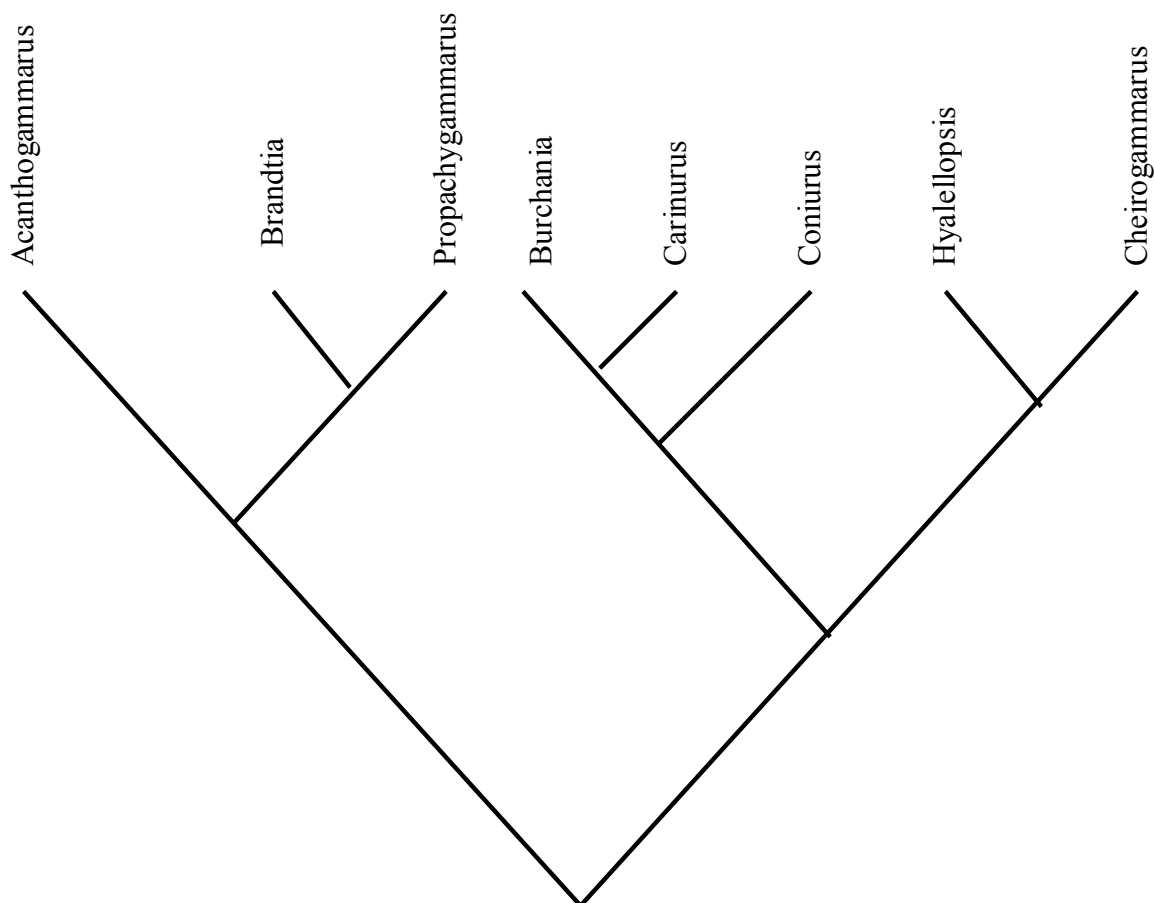 Acanthogammarus
Brandtia
Propachygammarus
Burchania
Carinurus
Coniurus
Hyalellopsis
Cheirogammarus